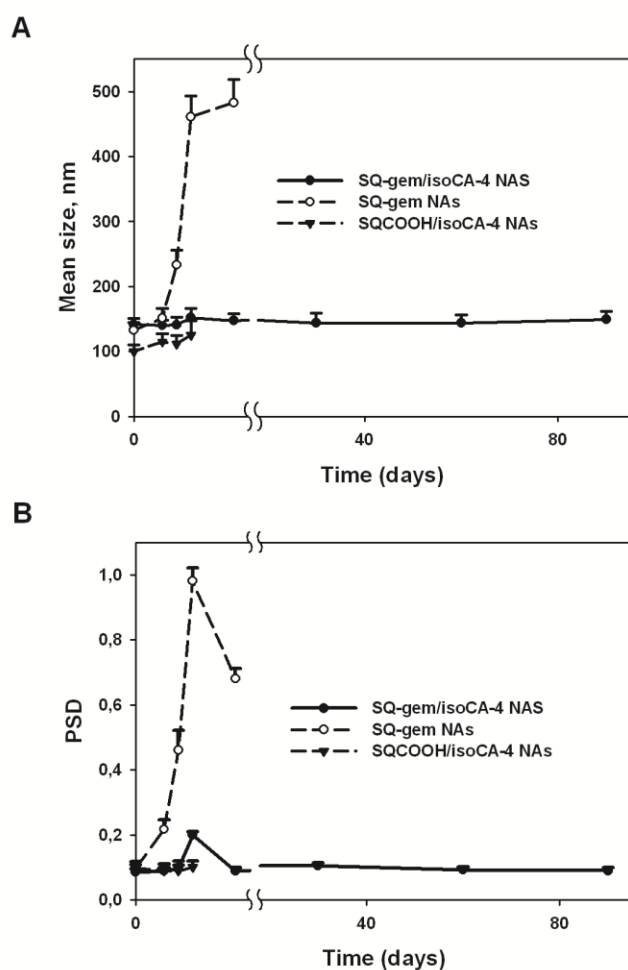 A
500
400
300
200
100
0
Mean size, nm
SQ-gem/isoCA-4 NAS
SQ-gem NAs
SQCOOH/isoCA-4 NAs
0
40
80
Time (days)
B
1,0
0,8
0,6
0,4
0,2
0,0
PSD
SQ-gem/isoCA-4 NAS
SQ-gem NAs
SQCOOH/isoCA-4 NAs
0
40
80
Time (days)